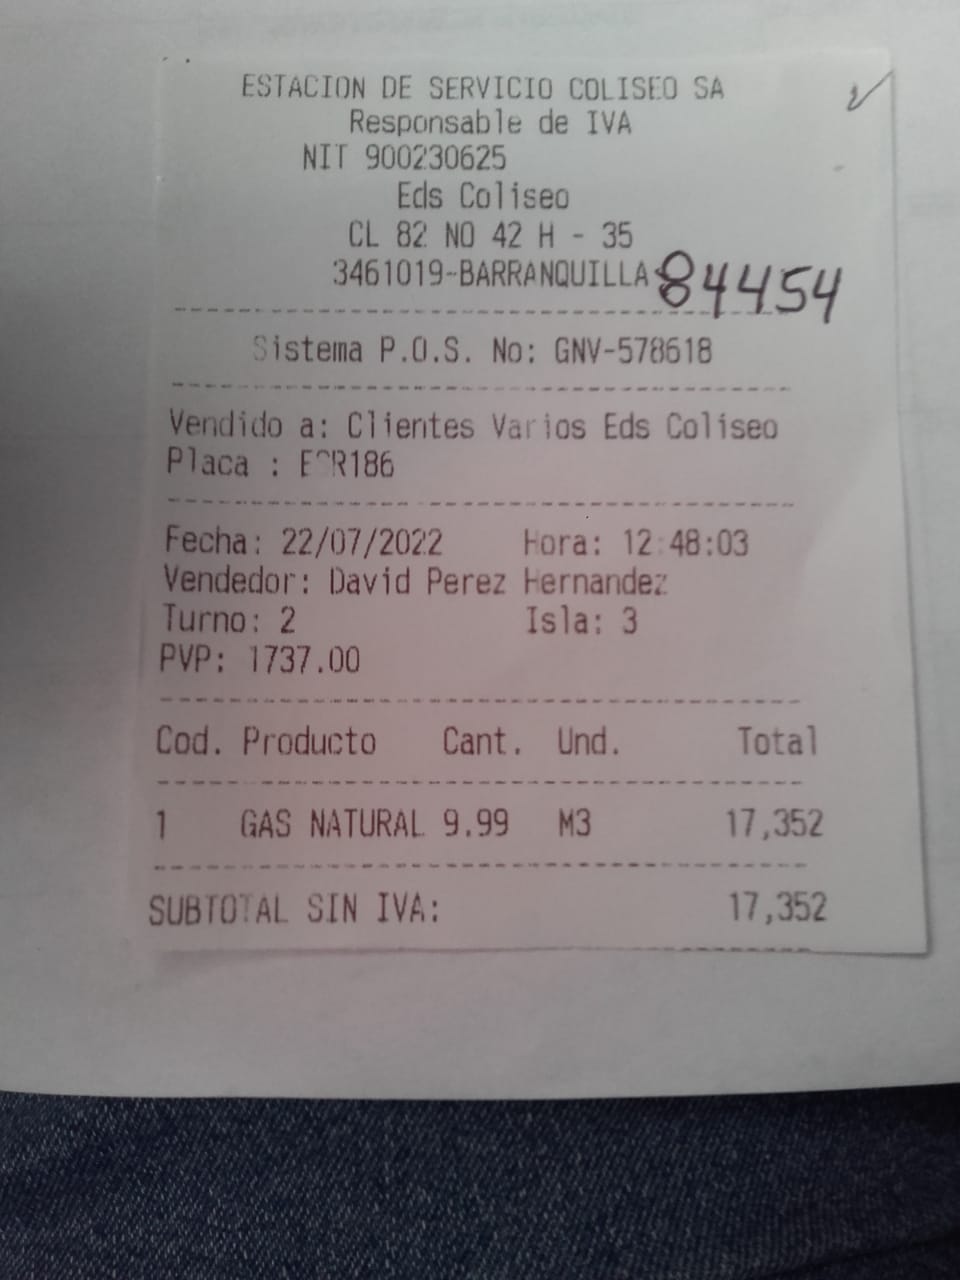 ESTACION DE SERVICIO COLISEO SA
Responsable de IVA
NIT 900230625
Eds Coliseo
CL 82 NO 42 H - 35
3461019-BARRANQUILLA 84454
Sistema P.O.S. No: GNV-578618
Vendido a: Clientes Varios Eds Coliseo
Placa :
Fecha: 22/07/2022 Hora: 12:48:03
Vendedor: David Perez Hernandez
Turno: 2 Isla: 3
PVP: 1737.00
Cod. Producto Cant. Und. Total
1 GAS NATURAL 9.99 M3 17,352
SUBTOTAL SIN IVA: 17,352